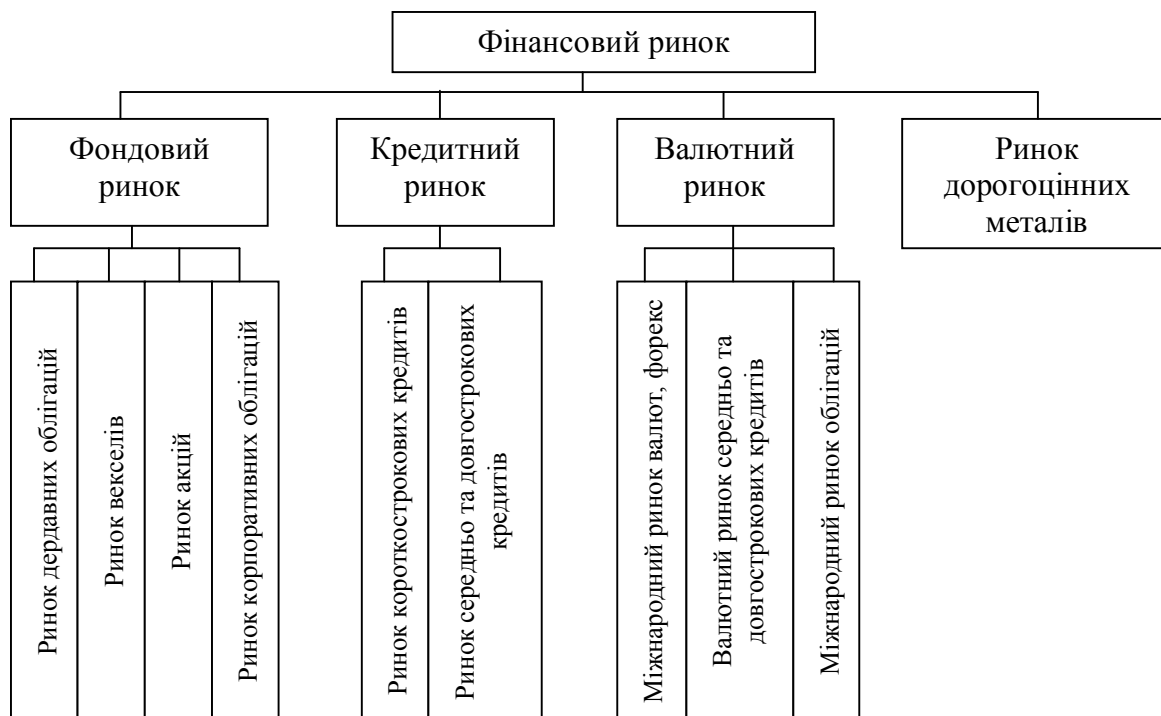 Фінансовий ринок
Фондовий
ринок
Кредитний
ринок
Валютний
ринок
Ринок
дорогоцінних
металів
Ринок дердавних облігацій
Ринок векселів
Ринок акцій
Ринок корпоративних облігацій
Ринок короткострокових кредитів
Ринок середньо та довгострокових
кредитів
Міжнародний ринок валют, форекс
Валютний ринок середньо та
довгострокових кредитів
Міжнародний ринок облігацій